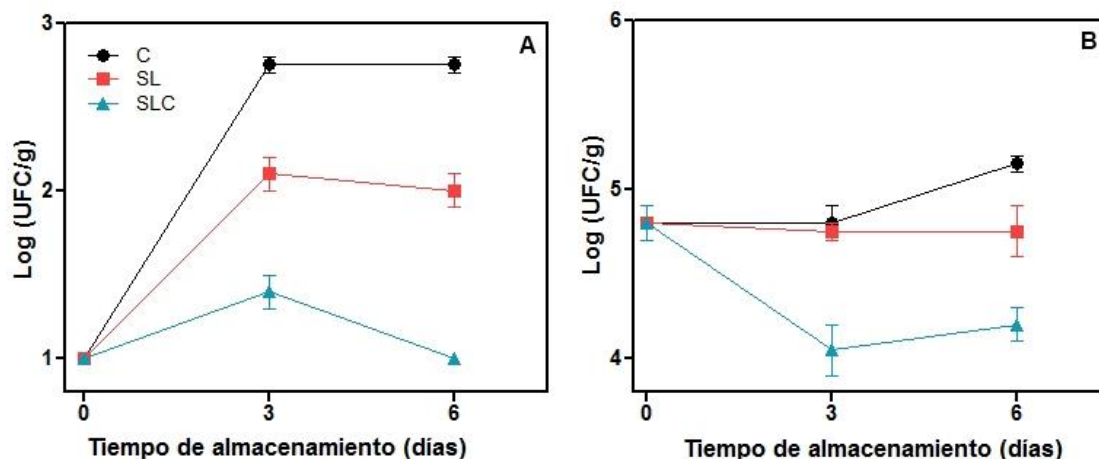 3
A
C
SL
SLC
2
1
Log (UFC/g)
0
3
6
Tiempo de almacenamiento (días)
6
B
5
4
Log (UFC/g)
0
3
6
Tiempo de almacenamiento (días)